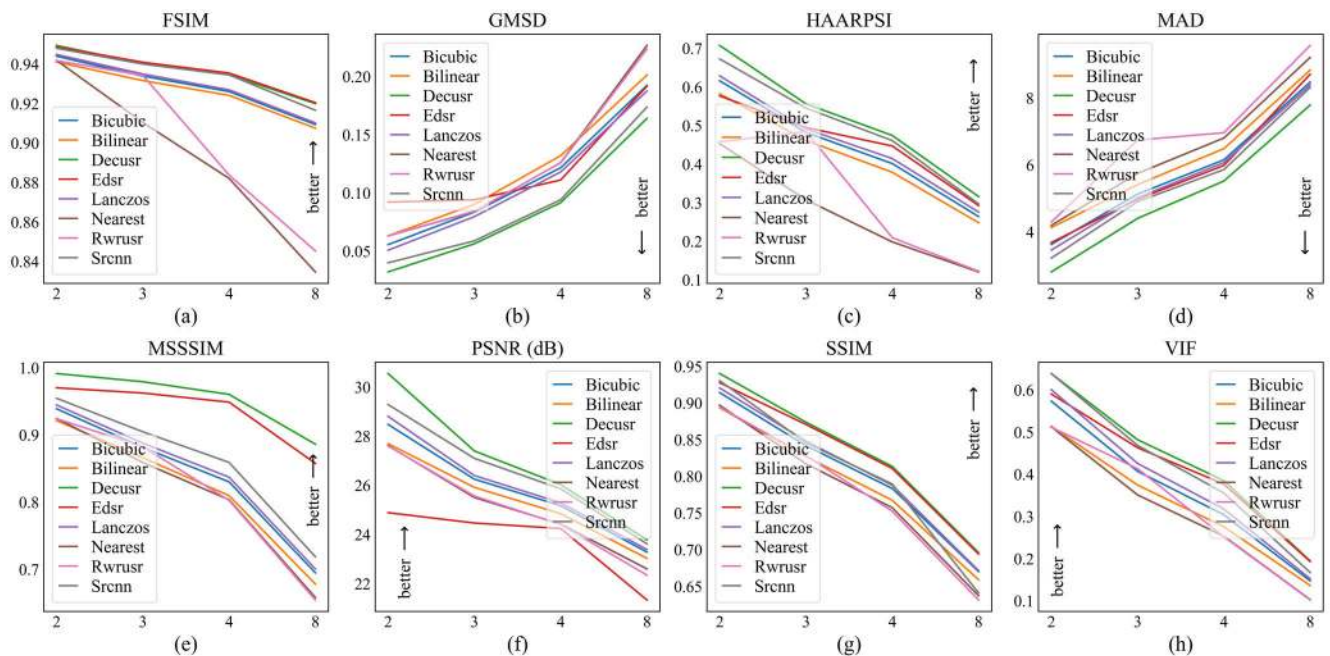 FSIM
0.94
0.92
0.90
0.88
0.86
0.84
Bicubic
Bilinear
Decusr
Edsr
Lanczos
Nearest
Rwrusr
Srcnn
better
2 3 4 8
(a)
GMSD
0.20
0.15
0.10
0.05
Bicubic
Bilinear
Decusr
Edsr
Lanczos
Nearest
Rwrusr
Srcnn
better
2 3 4 8
(b)
HAARPSI
0.7
0.6
0.5
0.4
0.3
0.2
0.1
Bicubic
Bilinear
Decusr
Edsr
Lanczos
Nearest
Rwrusr
Srcnn
better
2 3 4 8
(c)
MAD
8
6
4
Bicubic
Bilinear
Decusr
Edsr
Lanczos
Nearest
Rwrusr
Srcnn
better
2 3 4 8
(d)
MSSSIM
1.0
0.9
0.8
0.7
Bicubic
Bilinear
Decusr
Edsr
Lanczos
Nearest
Rwrusr
Srcnn
better
2 3 4 8
(e)
PSNR (dB)
30
28
26
24
22
Bicubic
Bilinear
Decusr
Edsr
Lanczos
Nearest
Rwrusr
Srcnn
better
2 3 4 8
(f)
SSIM
0.95
0.90
0.85
0.80
0.75
0.70
0.65
Bicubic
Bilinear
Decusr
Edsr
Lanczos
Nearest
Rwrusr
Srcnn
better
2 3 4 8
(g)
VIF
0.6
0.5
0.4
0.3
0.2
0.1
Bicubic
Bilinear
Decusr
Edsr
Lanczos
Nearest
Rwrusr
Srcnn
better
2 3 4 8
(h)